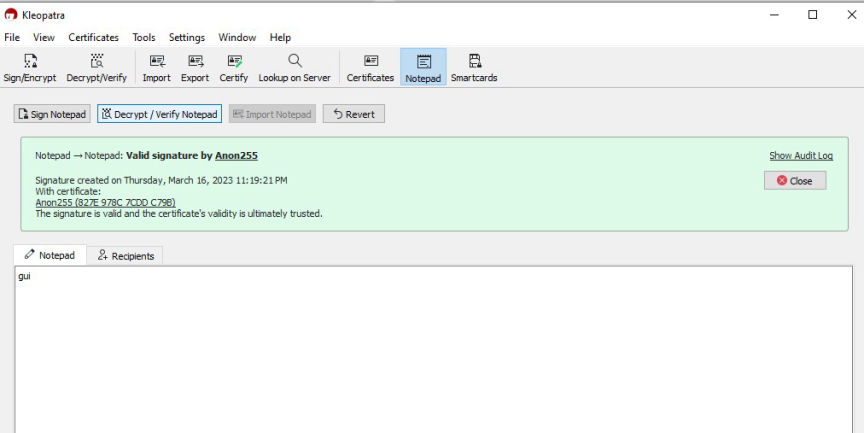 Kleopatra
File View Certificates Tools Settings Window Help
Sign/Encrypt Decrypt/Verify Import Export Certify Lookup on Server Certificates Notepad Smartcards
Sign Notepad Decrypt / Verify Notepad Import Notepad Revert
Notepad → Notepad: Valid signature by Anon255 Show Audit Log
Signature created on Thursday, March 16, 2023 11:19:21 PM
Close
With certificate:
Anon255 (827E 978C 7CDD C79B)
The signature is valid and the certificate's validity is ultimately trusted.
Notepad Recipients
gui